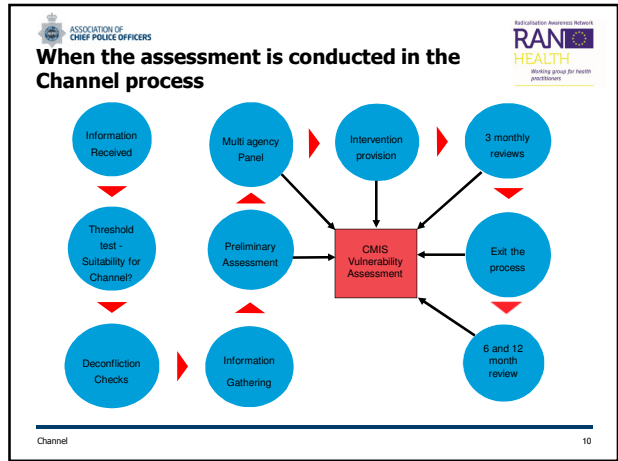 ASSOCIATION OF
CHIEF POLICE OFFICERS
Radicalisation Awareness Network
RAN
HEALTH
Working group for health
practitioners
When the assessment is conducted in the
Channel process
Information
Received
Threshold
test -
Suitability for
Channel?
Deconfliction
Checks
Information
Gathering
Preliminary
Assessment
Multi agency
Panel
Intervention
provision
3 monthly
reviews
Exit the
process
6 and 12
month
review
CMIS
Vulnerability
Assessment
Channel
10